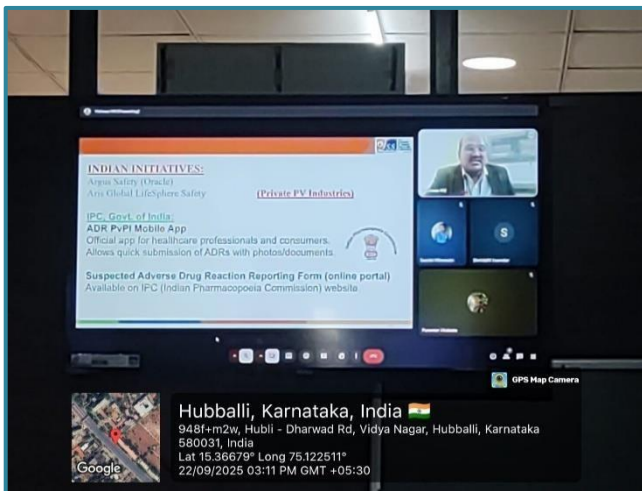 INDIAN INITIATIVES:
Argus Safety (Oracle)
Aris Global LifeSphere Safety
(Private PV Industries)
IPC, Govt. of India:
ADR PvPI Mobile App
Official app for healthcare professionals and consumers.
Allows quick submission of ADRs with photos/documents.
Suspected Adverse Drug Reaction Reporting Form (online portal)
Available on IPC (Indian Pharmacopoeia Commission) website
S
GPS Map Camera
Hubballi, Karnataka, India
948f+m2w, Hubli - Dharwad Rd, Vidya Nagar, Hubballi, Karnataka
580031, India
Lat 15.36679° Long 75.122511°
22/09/2025 03:11 PM GMT +05:30
Google